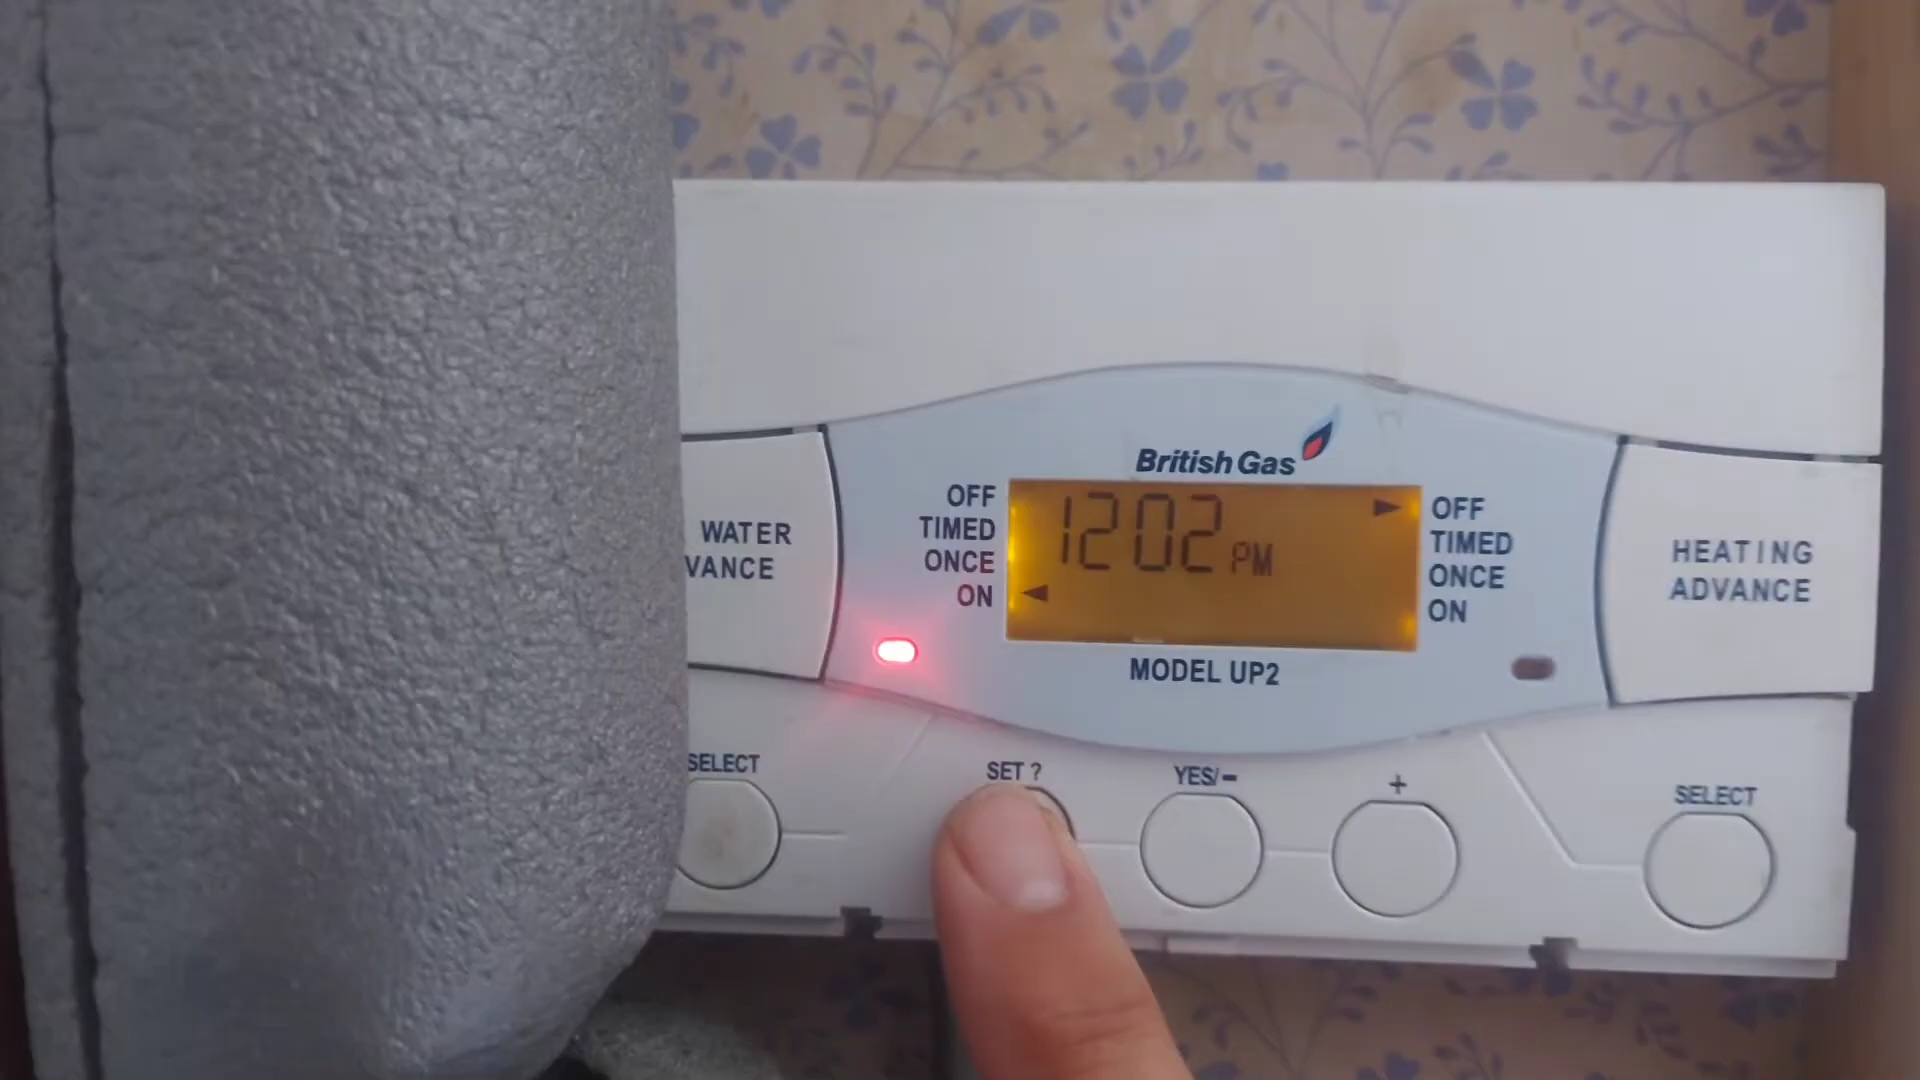 British Gas
OFF
TIMED
ONCE
ON
1202 PM
OFF
TIMED
ONCE
ON
WATER
VANCE
HEATING
ADVANCE
MODEL UP2
SELECT
SET ?
YES/-
+
SELECT